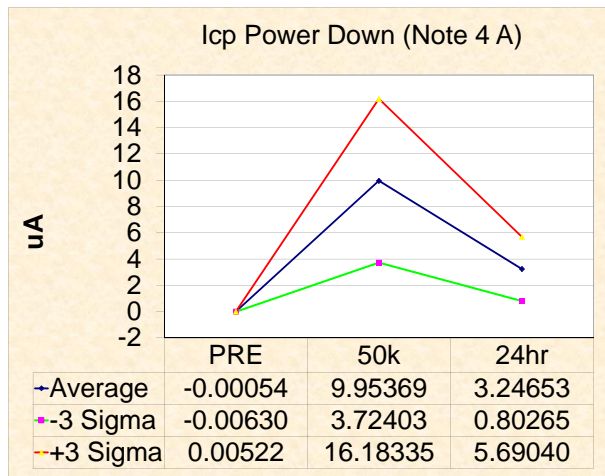 Icp Power Down (Note 4 A)
18
16
14
12
10
8
6
4
2
0
-2
uA
PRE 50k 24hr
Average -0.00054 9.95369 3.24653
-3 Sigma -0.00630 3.72403 0.80265
+3 Sigma 0.00522 16.18335 5.69040